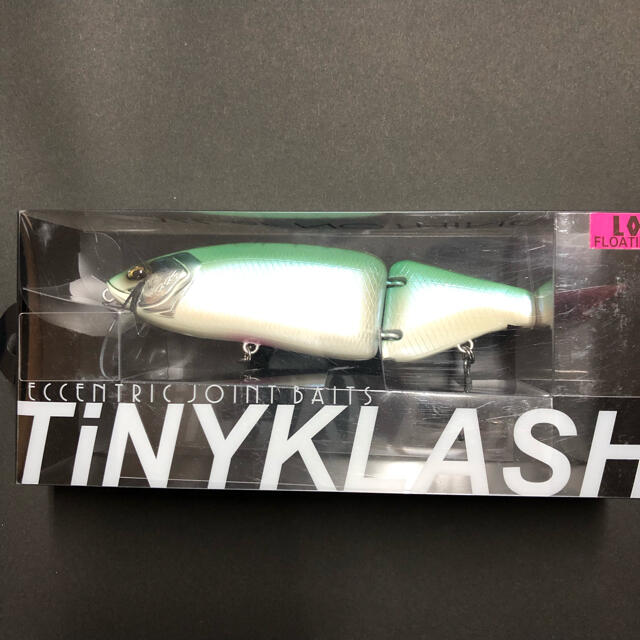 LO
FLOATI
ECCENTRIC JOINT BAITS
TiNYKLASH